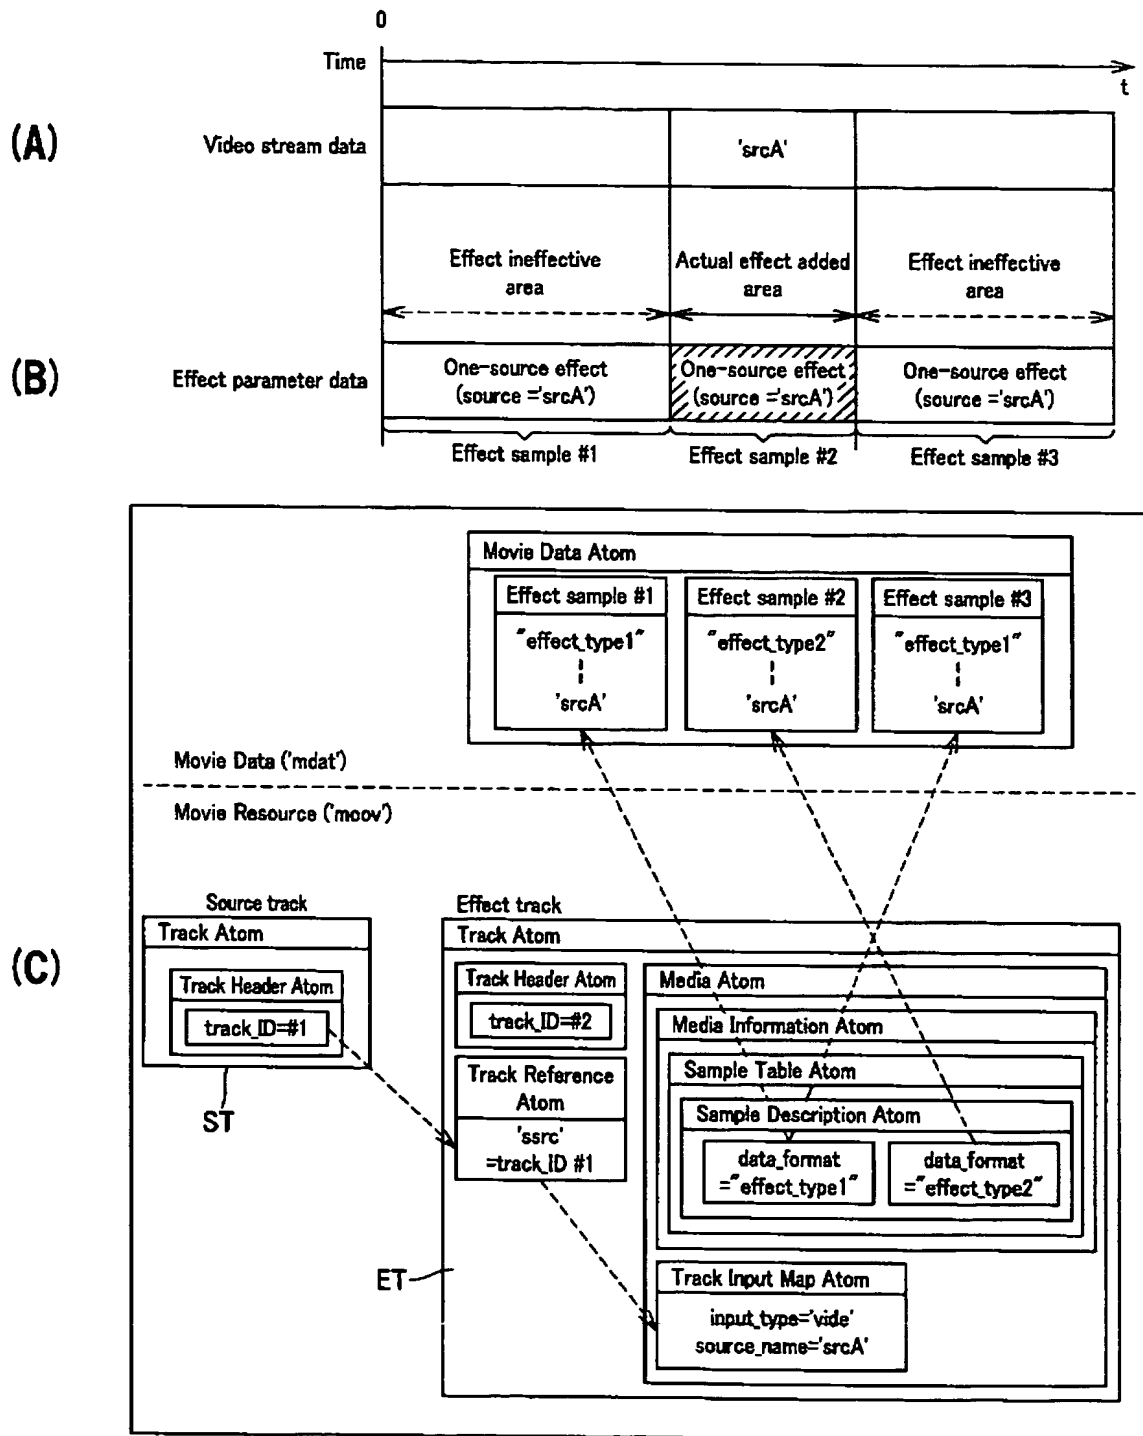 0
Time
t
(A)
Video stream data
'srcA'
Effect ineffective
area
Actual effect added
area
Effect ineffective
area
(B)
Effect parameter data
One-source effect
(source ='srcA')
One-source effect
(source ='srcA')
One-source effect
(source ='srcA')
Effect sample #1
Effect sample #2
Effect sample #3
Movie Data Atom
Effect sample #1
Effect sample #2
Effect sample #3
"effect_type1"
"effect_type2"
"effect_type1"
'srcA'
'srcA'
'srcA'
Movie Data ('mdat')
Movie Resource ('moov')
(C)
Source track
Track Atom
Track Header Atom
track_ID=#1
ST
Effect track
Track Atom
Track Header Atom
track_ID=#2
Track Reference
Atom
'ssrc'
=track_ID #1
ET
Media Atom
Media Information Atom
Sample Table Atom
Sample Description Atom
data_format
="effect_type1"
data_format
="effect_type2"
Track Input Map Atom
input_type='vide'
source_name='srcA'